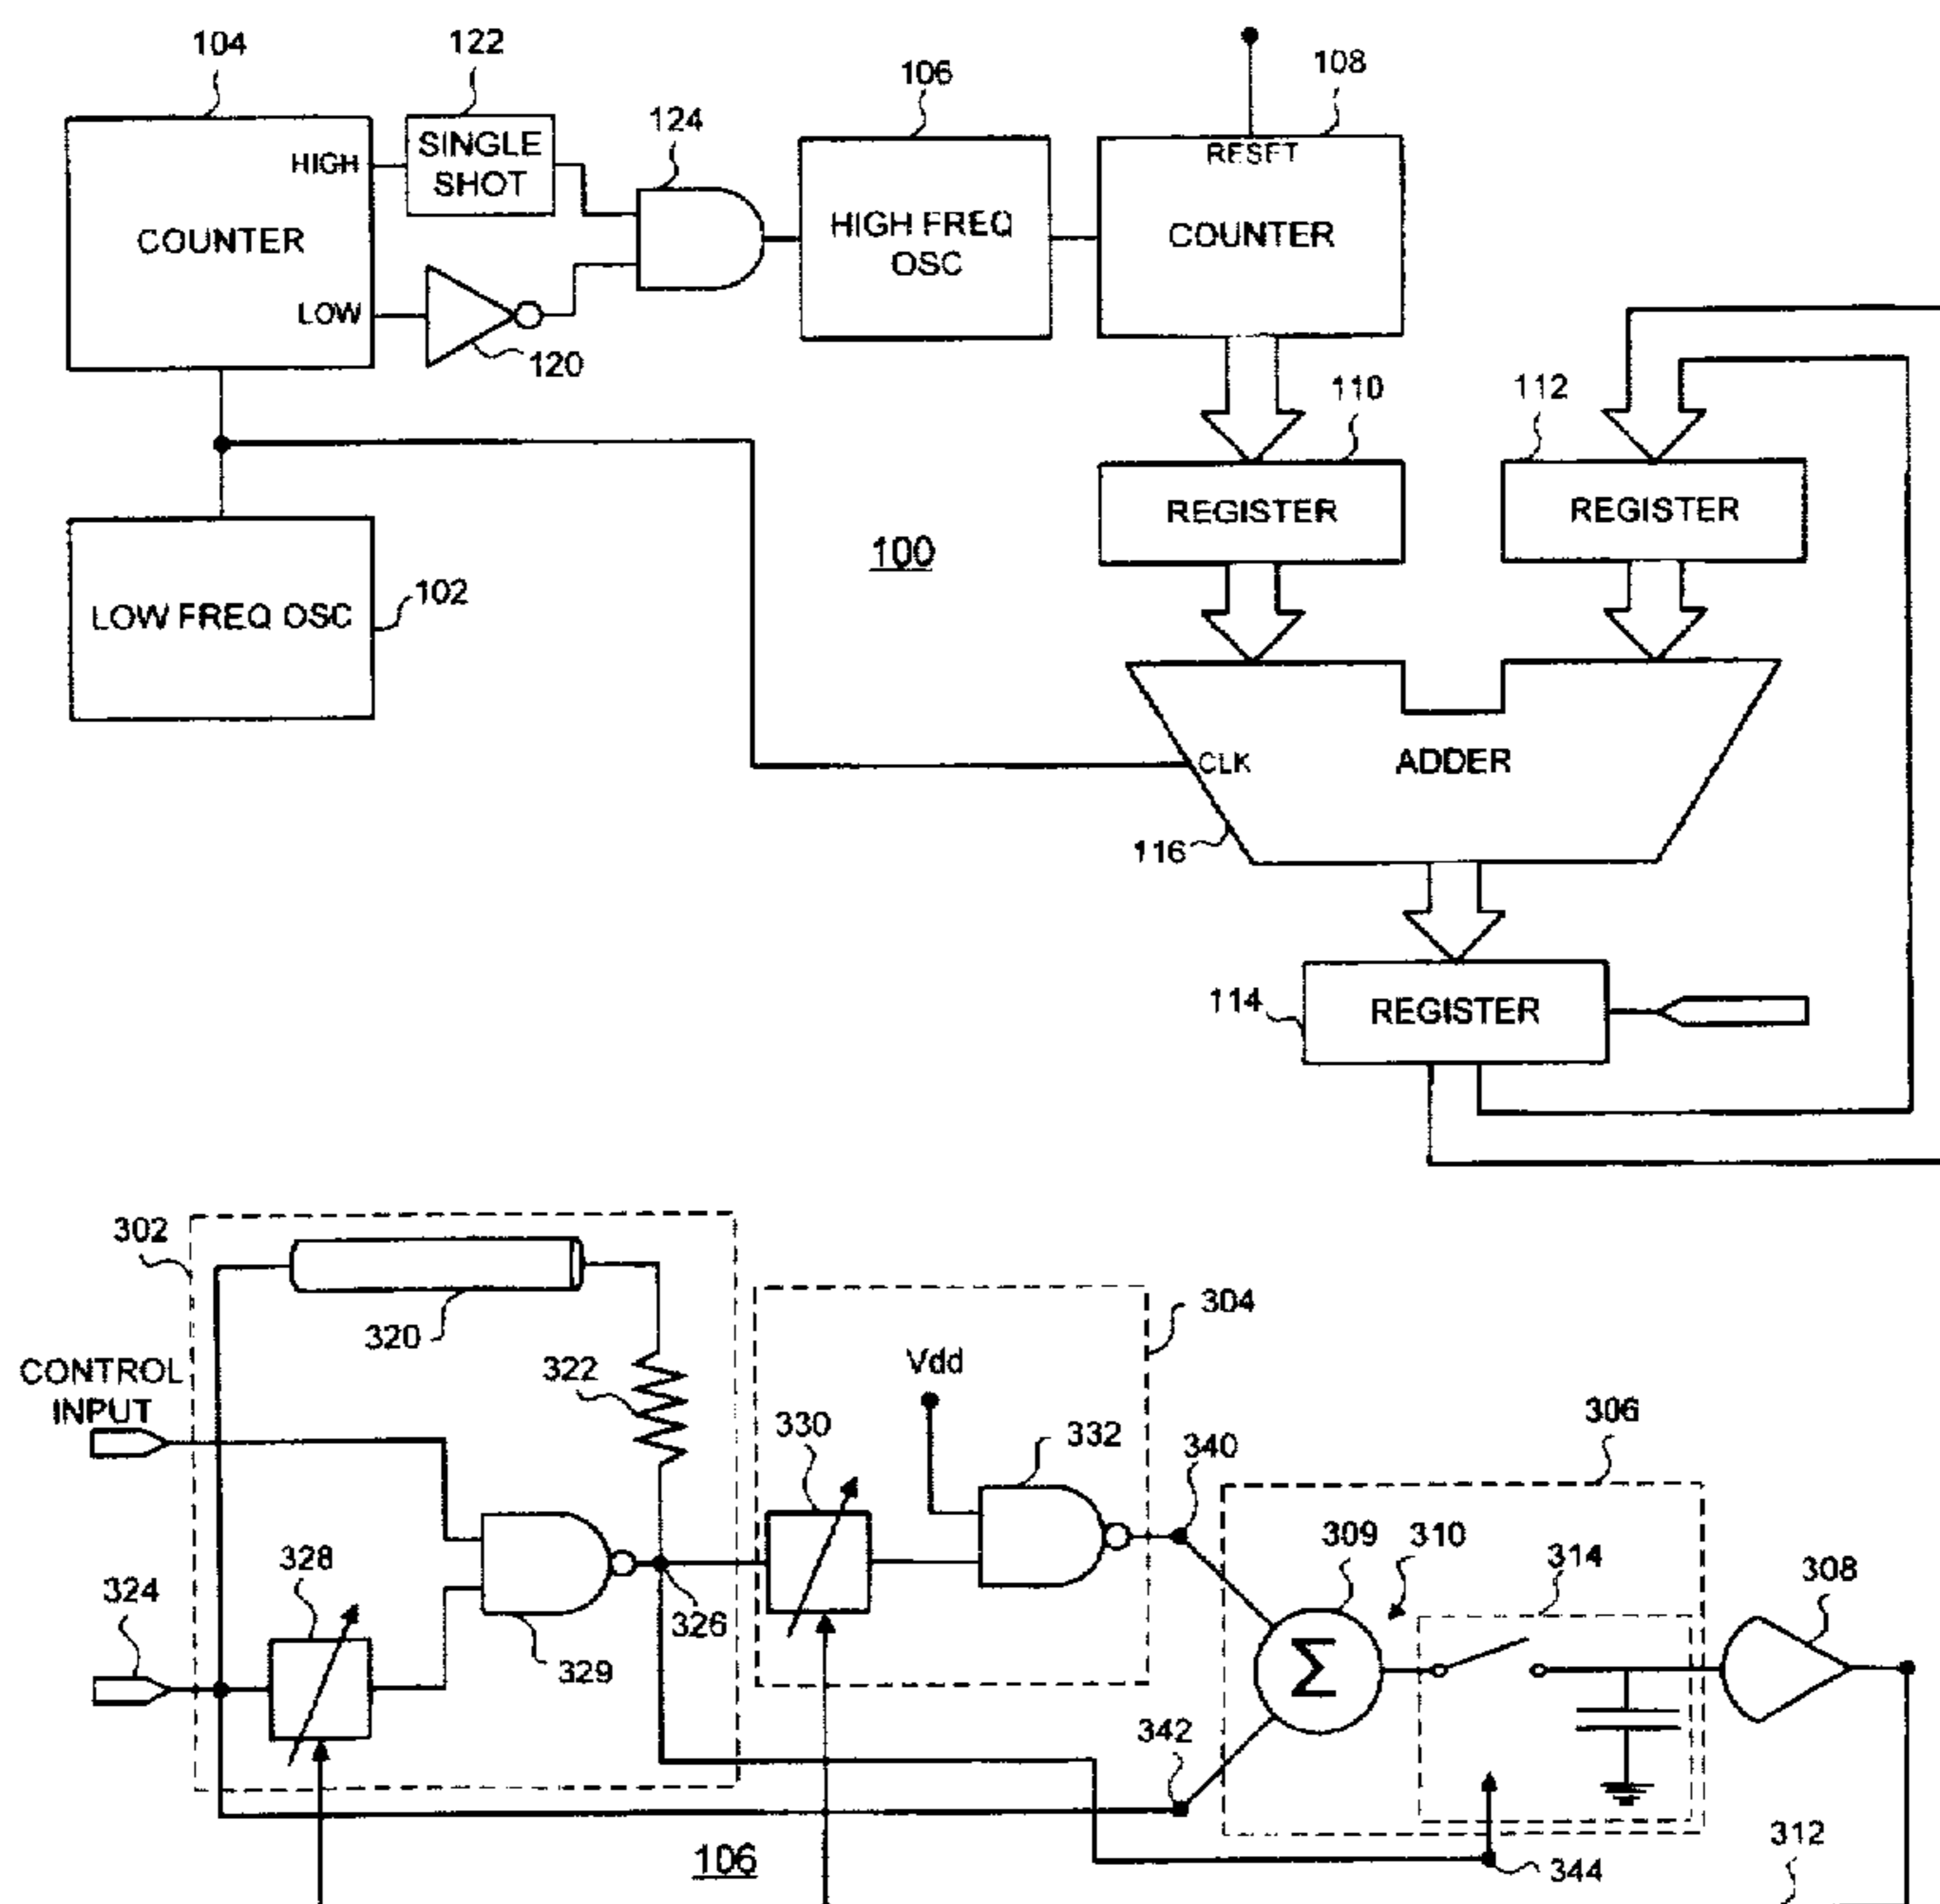 104
122
106
108
124
HIGH
SINGLE
SHOT
RESET
COUNTER
HIGH FREQ
OSC
COUNTER
LOW
120
110
112
REGISTER
REGISTER
100
LOW FREQ OSC
102
CLK
ADDER
116
114
REGISTER
302
320
304
CONTROL
INPUT
322
Vdd
330
332
340
306
309
310
314
308
324
328
329
326
Σ
342
106
344
312